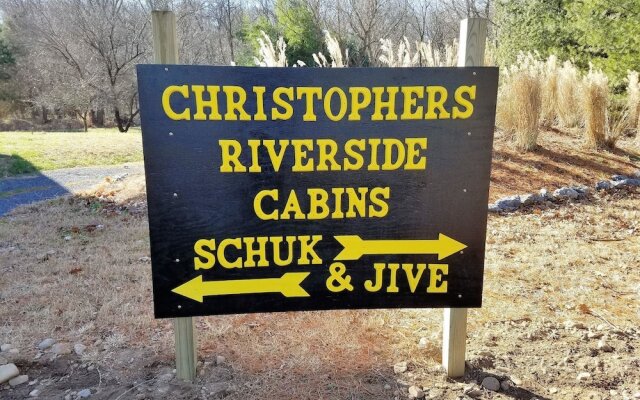 CHRISTOPHERS
RIVERSIDE
CABINS
SCHUK
& JIVE